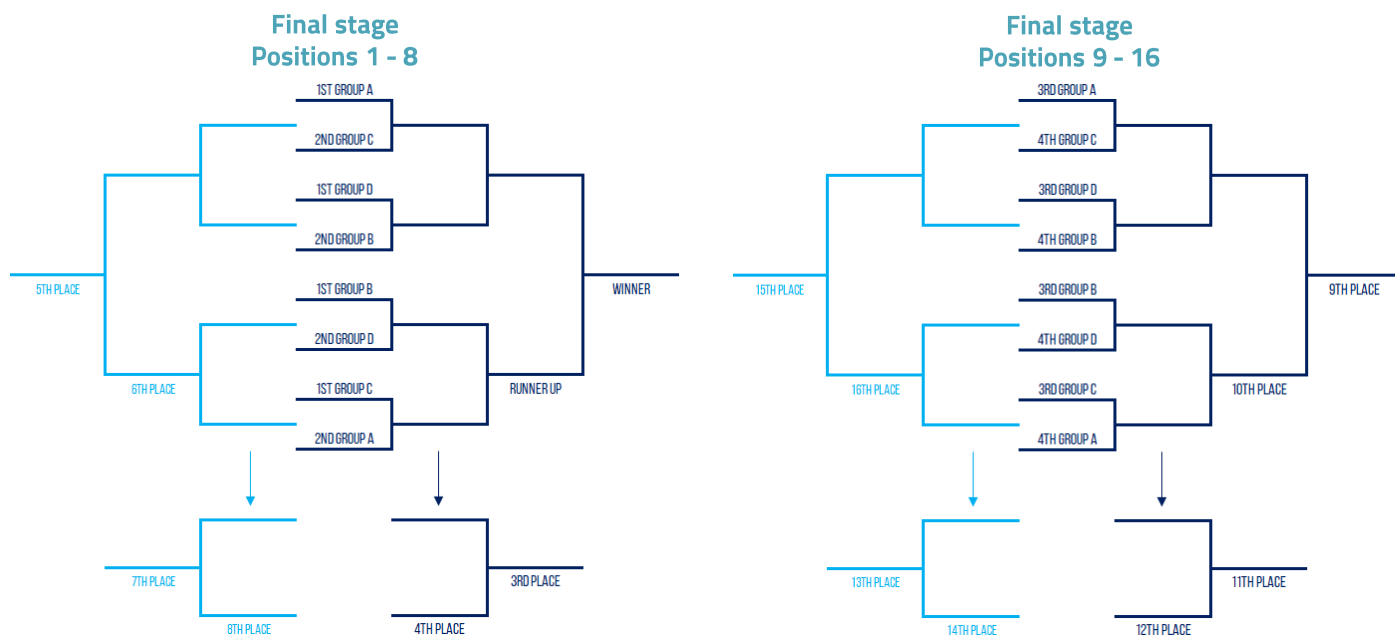 Final stage
Positions 1 - 8
1ST GROUP A
2ND GROUP C
1ST GROUP D
2ND GROUP B
5TH PLACE
1ST GROUP B
WINNER
2ND GROUP D
6TH PLACE
1ST GROUP C
RUNNER UP
2ND GROUP A
7TH PLACE
3RD PLACE
8TH PLACE
4TH PLACE
Final stage
Positions 9 - 16
3RD GROUP A
4TH GROUP C
3RD GROUP D
4TH GROUP B
15TH PLACE
3RD GROUP B
9TH PLACE
4TH GROUP D
16TH PLACE
3RD GROUP C
10TH PLACE
4TH GROUP A
13TH PLACE
11TH PLACE
14TH PLACE
12TH PLACE